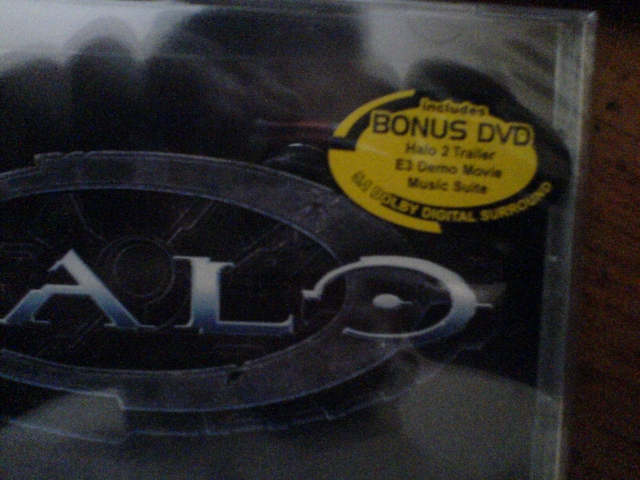 includes
BONUS DVD
Halo 2 Trailer
E3 Demo Movie
Music Suite
DOLBY DIGITAL SURROUND
ALO